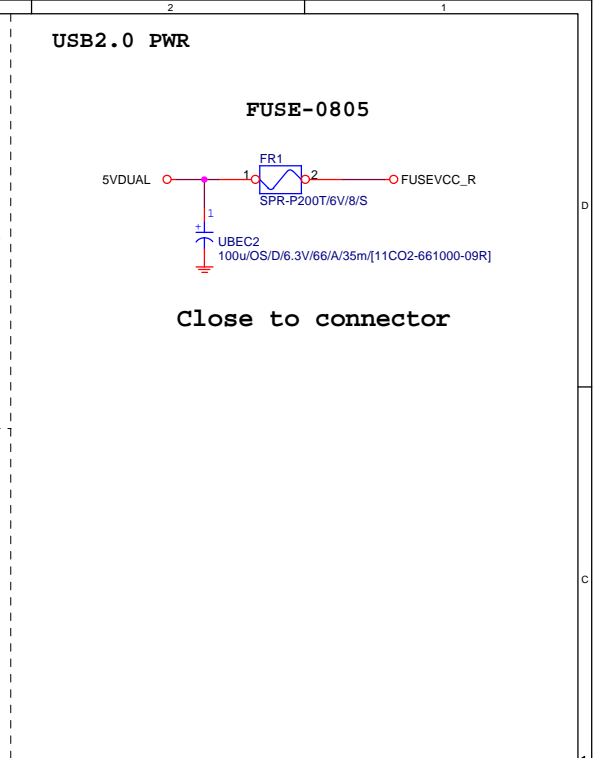 2 1
USB2.0 PWR
FUSE-0805
FR1
5VDUAL 1 2 FUSEVCC_R
SPR-P200T/6V/8/S
D
1
+
UBEC2
100u/OS/D/6.3V/66/A/35m/[11CO2-661000-09R]
Close to connector
C